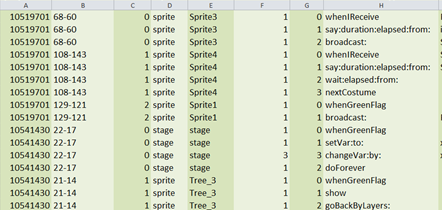 A B C D E F G H
10519701 68-60 0 sprite Sprite3 1 0 whenIReceive
10519701 68-60 0 sprite Sprite3 1 1 say:duration:elapsed:from:
10519701 68-60 0 sprite Sprite3 1 2 broadcast:
10519701 108-143 1 sprite Sprite4 1 0 whenIReceive
10519701 108-143 1 sprite Sprite4 1 1 say:duration:elapsed:from:
10519701 108-143 1 sprite Sprite4 1 2 wait:elapsed:from:
10519701 108-143 1 sprite Sprite4 1 3 nextCostume
10519701 129-121 2 sprite Sprite1 1 0 whenGreenFlag
10519701 129-121 2 sprite Sprite1 1 1 broadcast:
10541430 22-17 0 stage stage 1 0 whenGreenFlag
10541430 22-17 0 stage stage 1 1 setVar:to:
10541430 22-17 0 stage stage 3 3 changeVar:by:
10541430 22-17 0 stage stage 1 2 doForever
10541430 21-14 1 sprite Tree_3 1 0 whenGreenFlag
10541430 21-14 1 sprite Tree_3 1 1 show
10541430 21-14 1 sprite Tree_3 1 2 goBackByLayers: